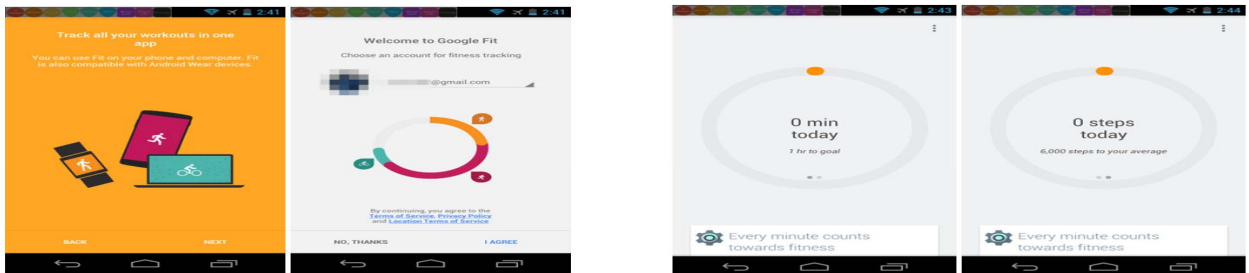 2:41
Track all your workouts in one
app
You can use Fit on your phone and computer. Fit
is also compatible with Android Wear devices.
BACK
NEXT
2:41
Welcome to Google Fit
Choose an account for fitness tracking
@gmail.com
By continuing, you agree to the
Terms of Service, Privacy Policy
and Location Terms of Service
NO, THANKS
I AGREE
2:43
0 min
today
1 hr to goal
Every minute counts
towards fitness
2:44
0 steps
today
6,000 steps to your average
Every minute counts
towards fitness